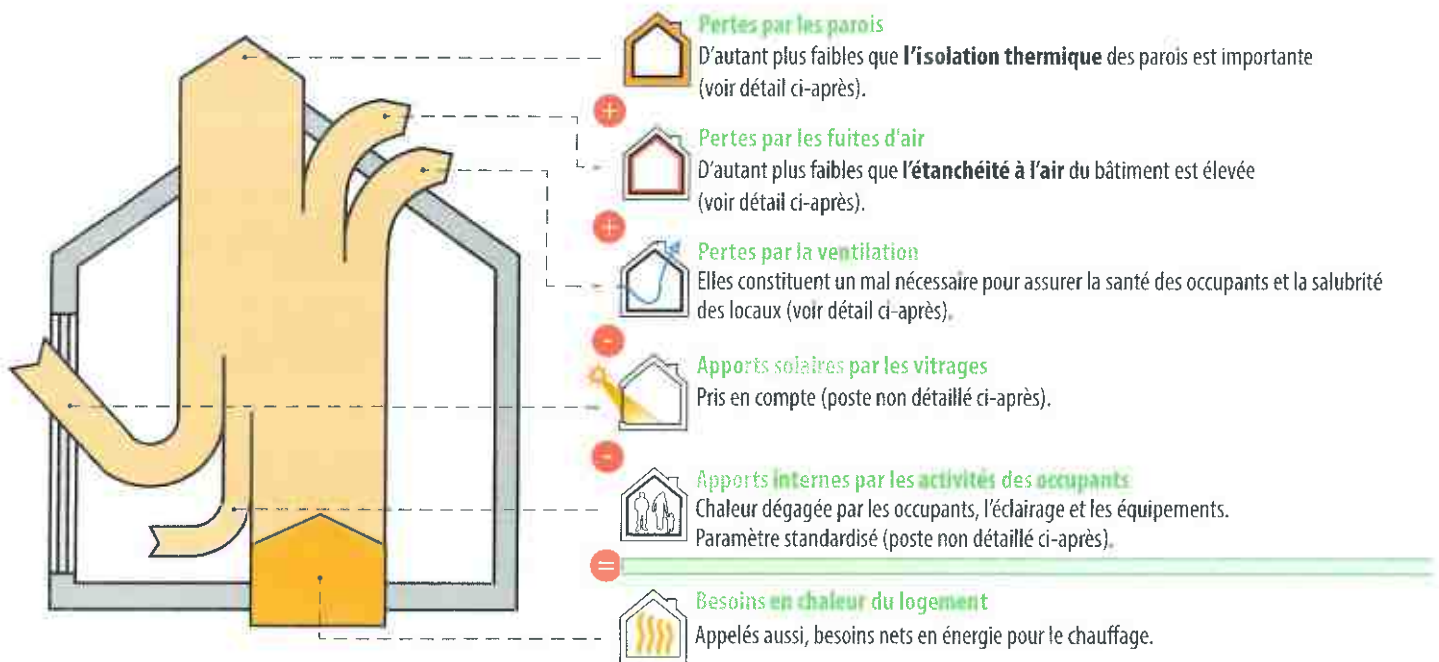 Pertes par les parois
D'autant plus faibles que l'isolation thermique des parois est importante
(voir détail ci-après).
+
Pertes par les fuites d'air
D'autant plus faibles que l'étanchéité à l'air du bâtiment est élevée
(voir détail ci-après).
+
Pertes par la ventilation
Elles constituent un mal nécessaire pour assurer la santé des occupants et la salubrité
des locaux (voir détail ci-après).
-
Apports solaires par les vitrages
Pris en compte (poste non détaillé ci-après).
-
Apports internes par les activités des occupants
Chaleur dégagée par les occupants, l'éclairage et les équipements.
Paramètre standardisé (poste non détaillé ci-après).
=
Besoins en chaleur du logement
Appelés aussi, besoins nets en énergie pour le chauffage.